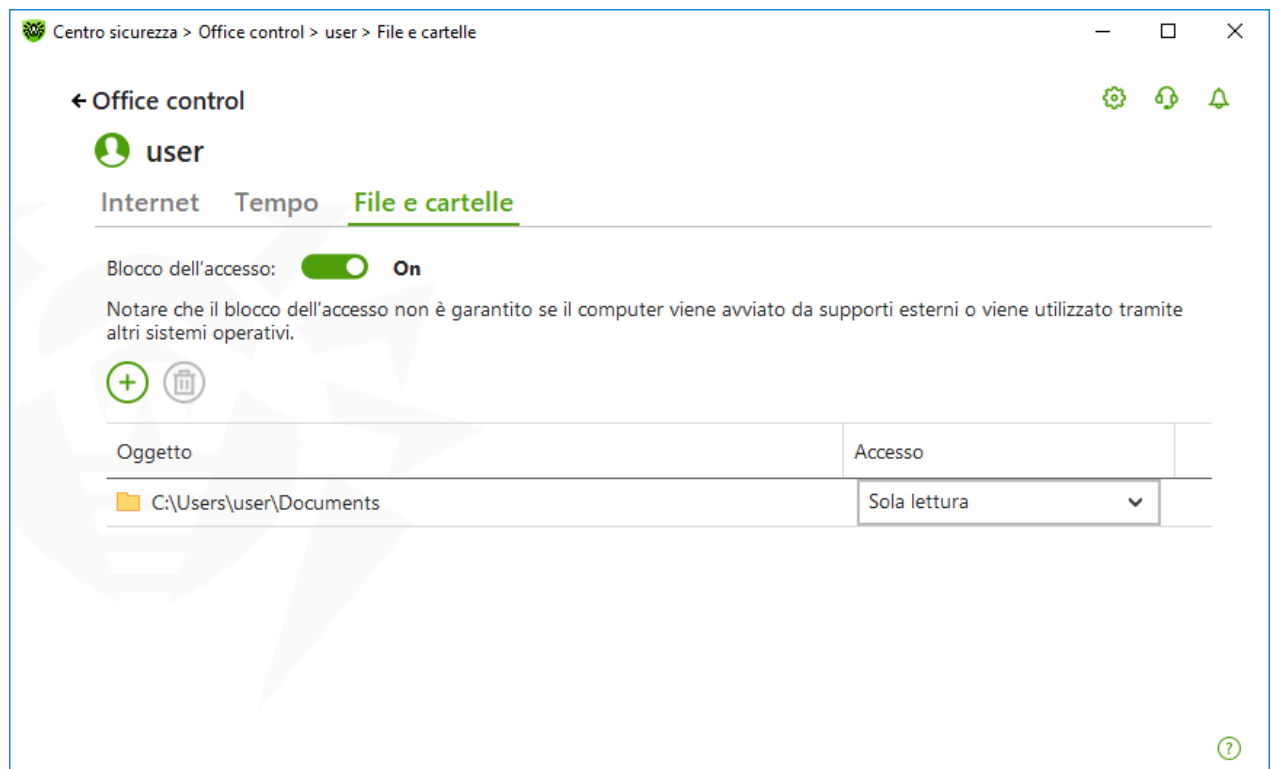 Centro sicurezza > Office control > user > File e cartelle
Office control
user
Internet Tempo File e cartelle
Blocco dell'accesso: On
Notare che il blocco dell'accesso non è garantito se il computer viene avviato da supporti esterni o viene utilizzato tramite
altri sistemi operativi.
Oggetto Accesso
C:\Users\user\Documents Sola lettura